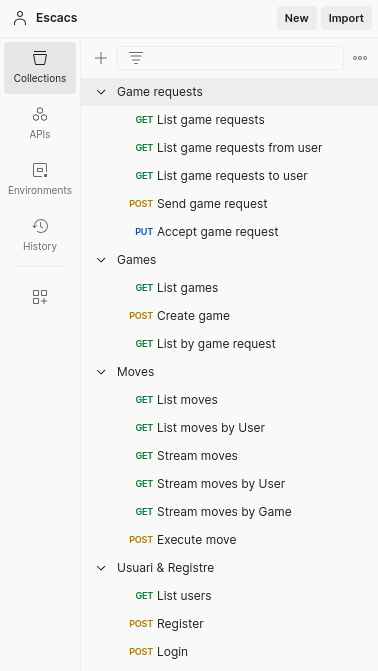 Escacs New Import
Collections
APIs
Environments
History
Game requests
GET List game requests
GET List game requests from user
GET List game requests to user
POST Send game request
PUT Accept game request
Games
GET List games
POST Create game
GET List by game request
Moves
GET List moves
GET List moves by User
GET Stream moves
GET Stream moves by User
GET Stream moves by Game
POST Execute move
Usuari & Registre
GET List users
POST Register
POST Login